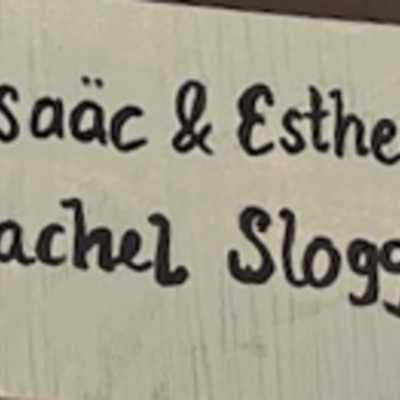 saäc & Esthe
achel Slogg